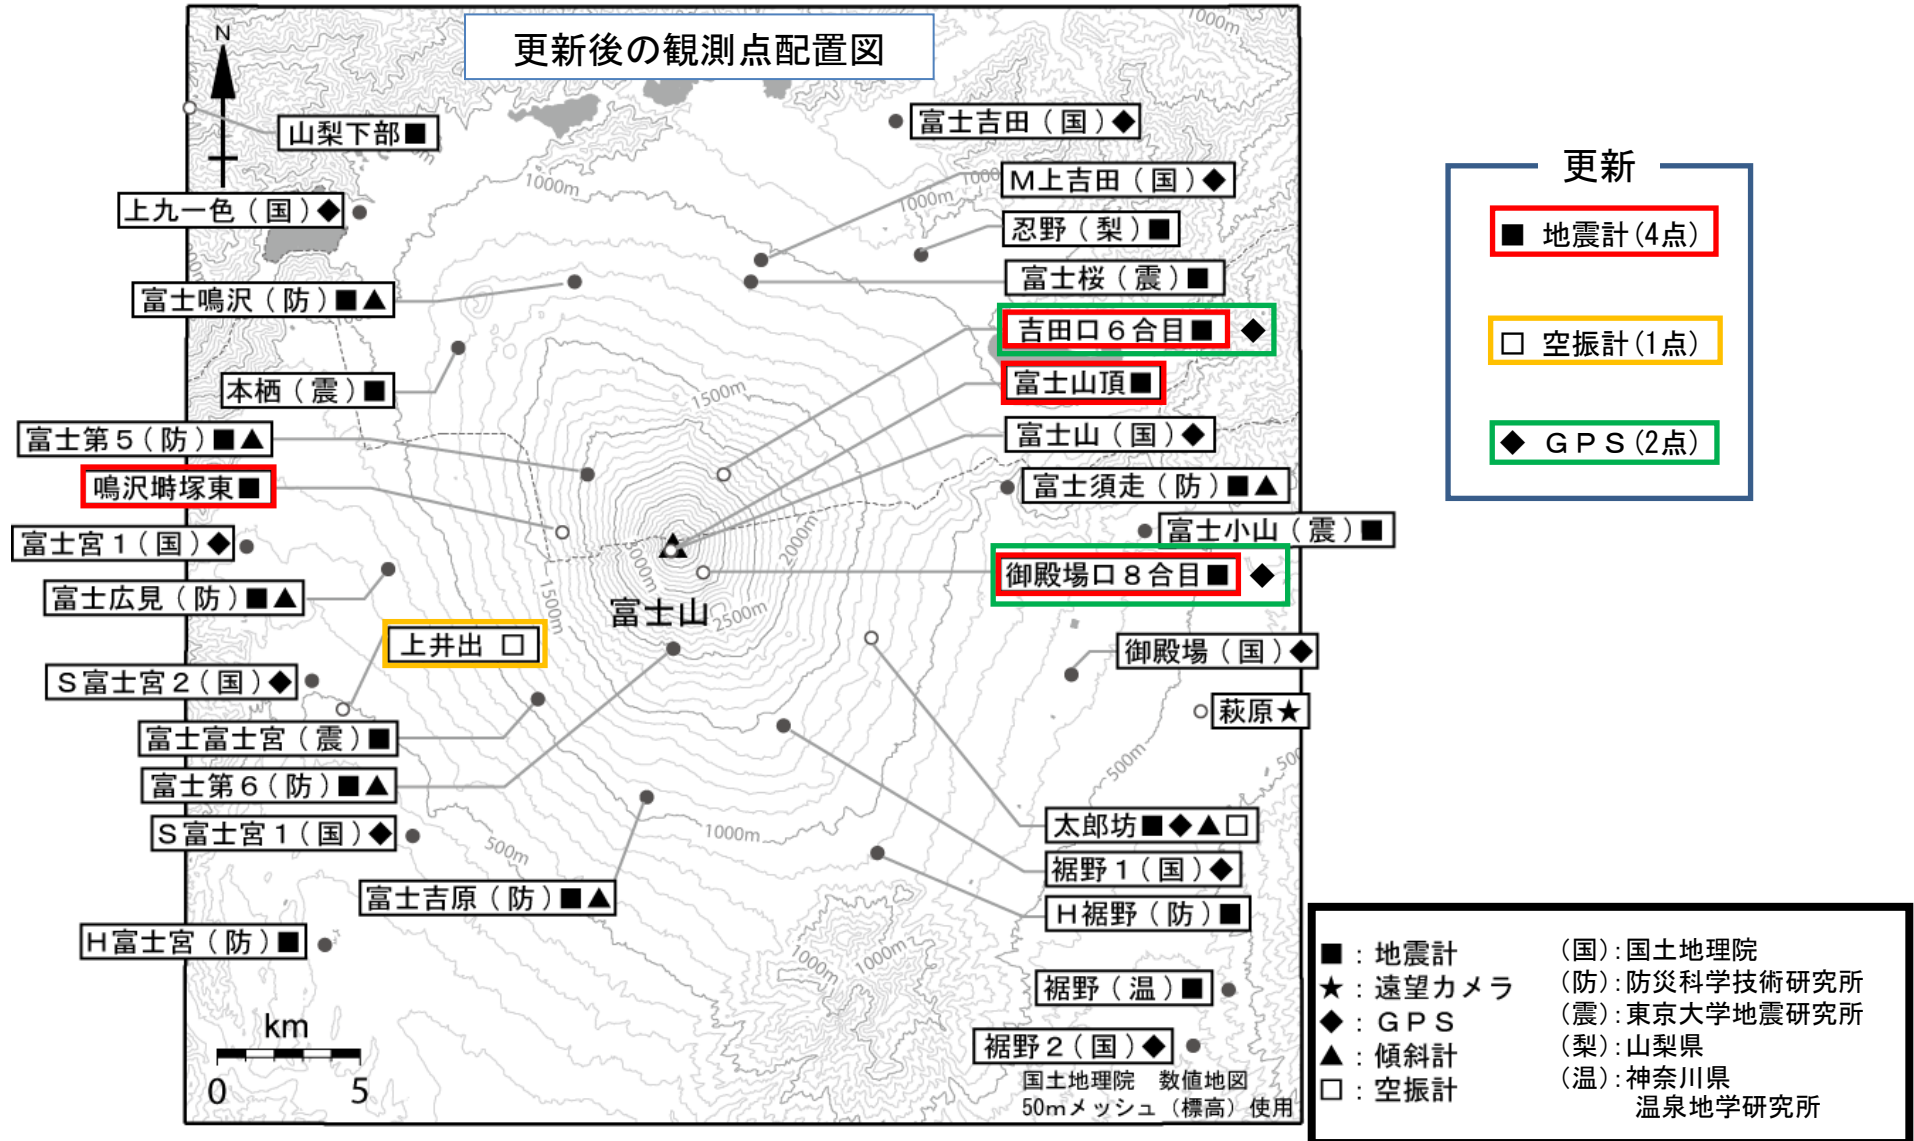 更新後の観測点配置図
N
1000m
山梨下部■
富士吉田(国)◆
M上吉田(国)◆
1000m
1000m
1000m
上九一色(国)◆
忍野(梨)■
富士桜(震)■
富士鳴沢(防)■▲
吉田口6合目■ ◆
本栖(震)■
富士山頂■
1500m
富士第5(防)■▲
富士山(国)◆
鳴沢塒塚東■
富士須走(防)■▲
富士宮1(国)◆
富士小山(震)■
2000m
3000m
富士広見(防)■▲
御殿場口8合目■ ◆
1500m
富士山
2500m
上井出 □
御殿場(国)◆
S富士宮2(国)◆
萩原★
富士富士宮(震)■
500m
500
富士第6(防)■▲
S富士宮1(国)◆
1000m
太郎坊■◆▲□
500m
裾野1(国)◆
富士吉原(防)■▲
H裾野(防)■
H富士宮(防)■
1000m
1000m
裾野(温)■
km
0 5
裾野2(国)◆
国土地理院 数値地図
50mメッシュ(標高)使用
更新
■ 地震計(4点)
□ 空振計(1点)
◆ GPS(2点)
■:地震計
★:遠望カメラ
◆:GPS
▲:傾斜計
□:空振計
(国):国土地理院
(防):防災科学技術研究所
(震):東京大学地震研究所
(梨):山梨県
(温):神奈川県
温泉地学研究所